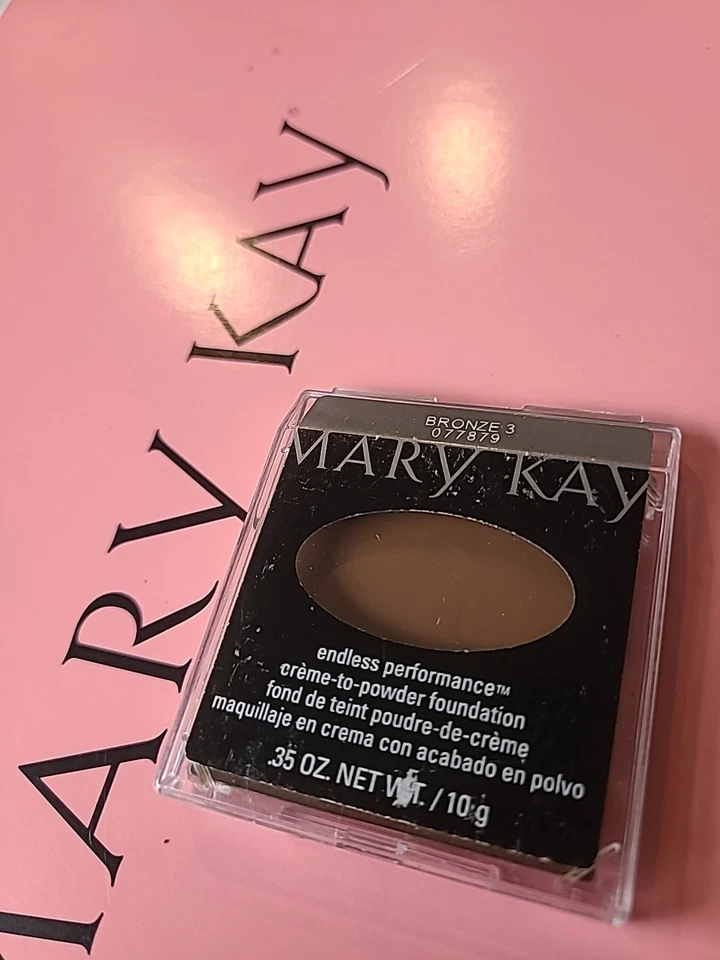 MARY KAY
BRONZE 3
077879
MARY KAY
endless performance™
crème-to-powder foundation
fond de teint poudre-de-crème
maquillaje en crema con acabado en polvo
.35 OZ. NET WT. / 10 g